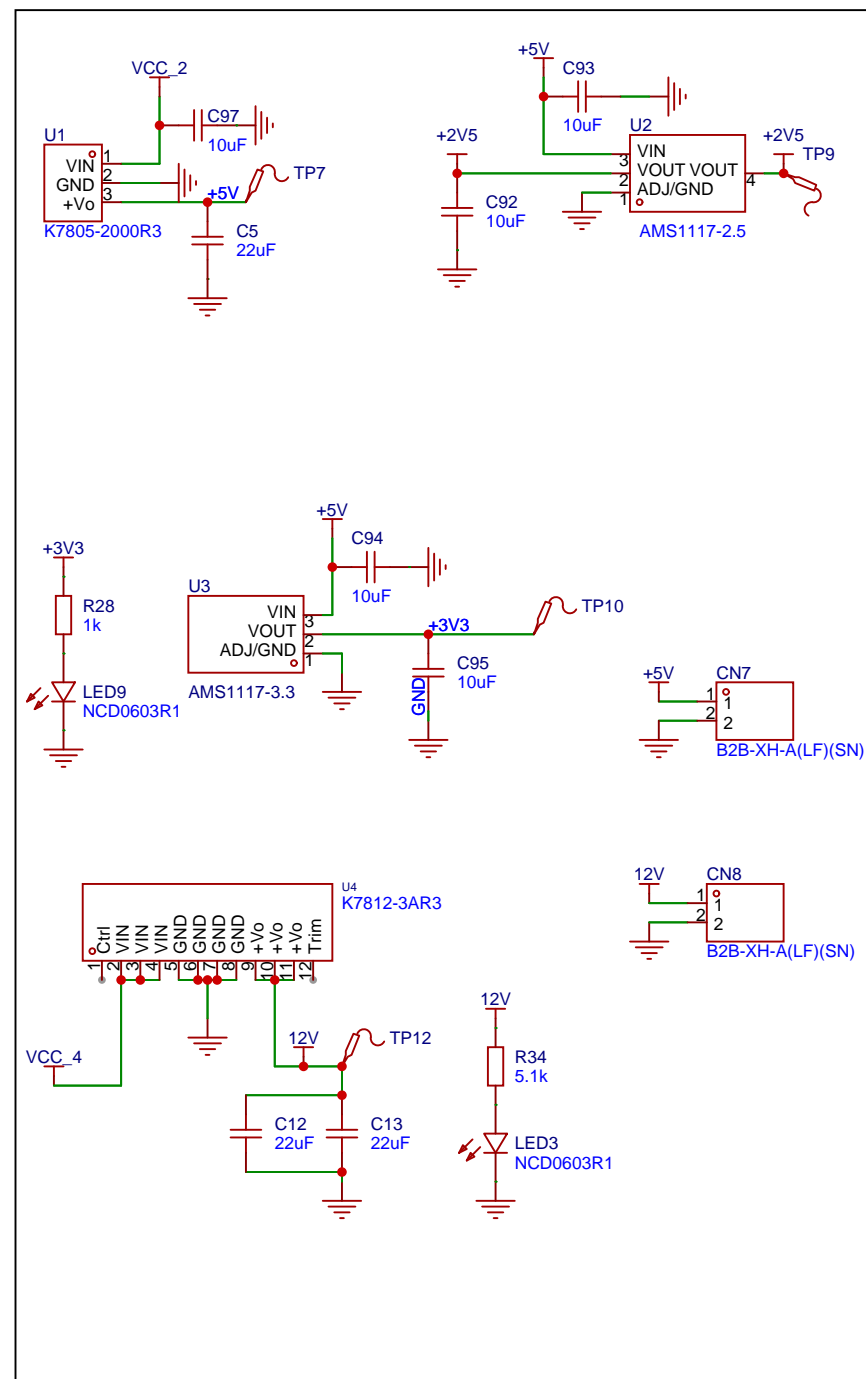 VCC_2
C97
10uF
U1
VIN
1
GND
2
+Vo
3
K7805-2000R3
+5V
TP7
C5
22uF
+5V
C93
10uF
U2
+2V5
VIN
3
VOUT VOUT
2
4
ADJ/GND
1
AMS1117-2.5
+2V5
TP9
C92
10uF
+5V
C94
10uF
+3V3
R28
1k
LED9
NCD0603R1
U3
VIN
3
VOUT
2
ADJ/GND
1
AMS1117-3.3
+3V3
TP10
C95
10uF
GND
+5V
CN7
1
1
2
2
B2B-XH-A(LF)(SN)
U4
K7812-3AR3
Ctrl
VIN
VIN
VIN
GND
GND
GND
GND
+Vo
+Vo
+Vo
Trim
1
2
3
4
5
6
7
8
9
10
11
12
12V
CN8
1
1
2
2
B2B-XH-A(LF)(SN)
VCC_4
12V
TP12
C12
22uF
C13
22uF
12V
R34
5.1k
LED3
NCD0603R1